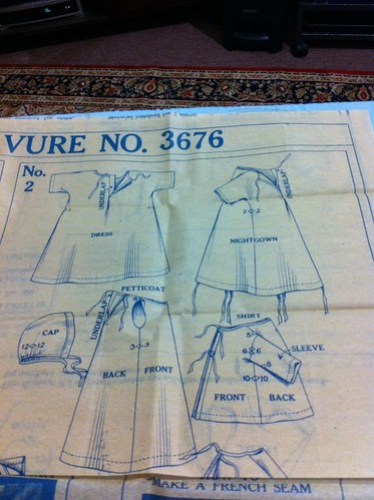 VURE NO. 3676
No.
2
UNDERLAP
UNDERLAP
DRESS
2 2
NIGHTGOWN
PETTICOAT
UNDERLAP
SHIRT
CAP
12 12
3 3
5
SLEEVE
6 6
BACK FRONT
10 10
FRONT BACK
MAKE A FRENCH SEAM